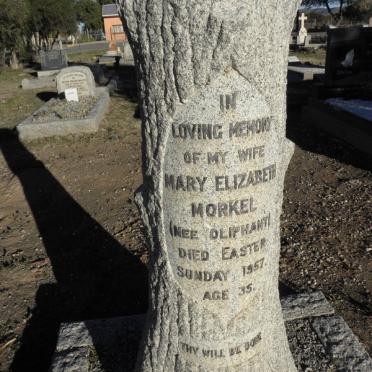 IN
LOVING MEMORY
OF MY WIFE
MARY ELIZABETH
MORKEL
(NEE OLIPHANT)
DIED EASTER
SUNDAY 1957.
AGE 35.
THY WILL BE DONE